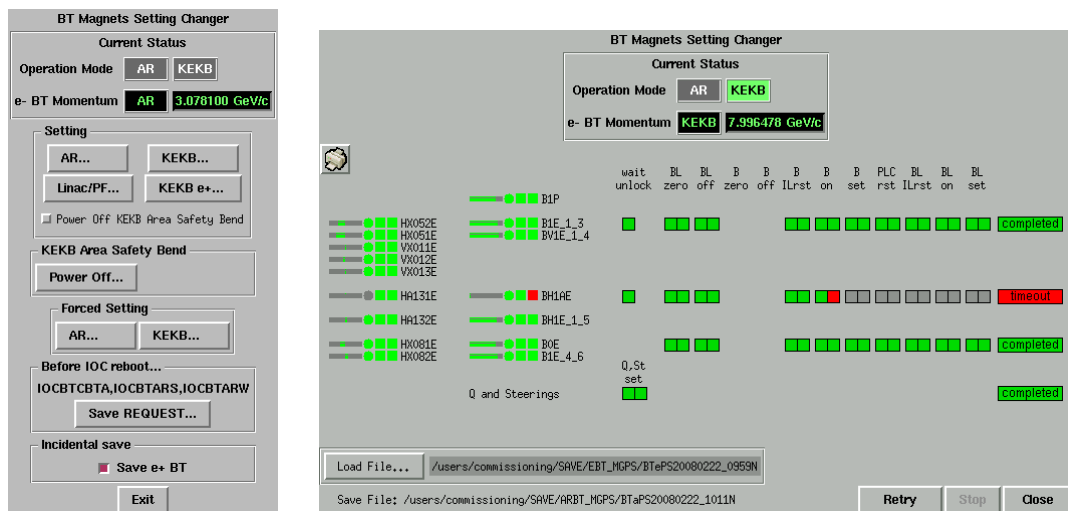 BT Magnets Setting Changer
Current Status
Operation Mode AR KEKB
e- BT Momentum AR 3.078100 GeV/c
Setting
AR... KEKB...
Linac/PF... KEKB e+...
Power Off KEKB Area Safety Bend
KEKB Area Safety Bend
Power Off...
Forced Setting
AR... KEKB...
Before IOC reboot...
IOCBTCBTA,IOCBTARS,IOCBTARW
Save REQUEST...
Incidental save
Save e+ BT
Exit
BT Magnets Setting Changer
Current Status
Operation Mode AR KEKB
e- BT Momentum KEKB 7.996478 GeV/c
wait BL BL B B B B B PLC BL BL BL
unlock zero off zero off ILrst on set rst ILrst on set
B1P
HX052E B1E_1_3 completed
HX051E BV1E_1_4
VX011E
VX012E
VX013E
HA131E BH1AE timeout
HA132E BH1E_1_5
HX081E B0E completed
HX082E B1E_4_6
Q,St
set
Q and Steerings completed
Load File... /users/commissioning/SAVE/EBT_MGPS/BTePS20080222_0959N
Save File: /users/commissioning/SAVE/ARBT_MGPS/BTaPS20080222_1011N
Retry Stop Close